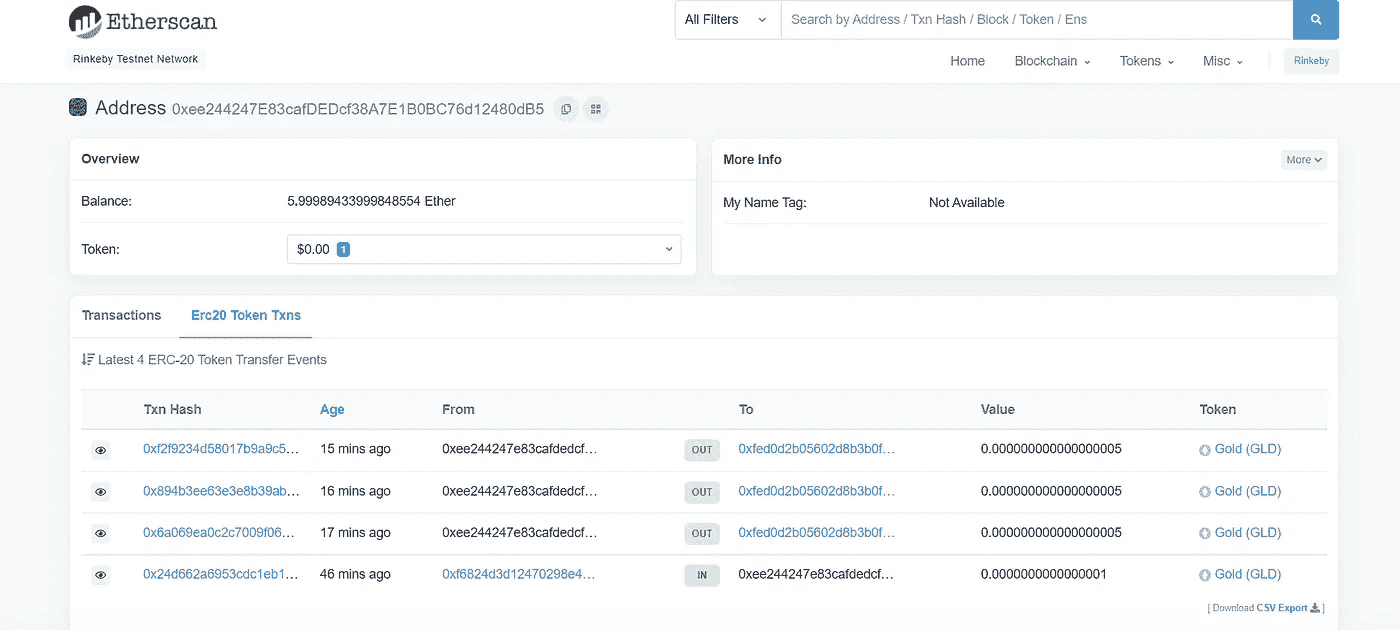 Etherscan
All Filters
Search by Address / Txn Hash / Block / Token / Ens
Rinkeby Testnet Network
Home Blockchain Tokens Misc Rinkeby
Address 0xee244247E83cafDEDcf38A7E1B0BC76d12480dB5
Overview
Balance: 5.99989433999848554 Ether
Token: $0.00 1
More Info More
My Name Tag: Not Available
Transactions Erc20 Token Txns
Latest 4 ERC-20 Token Transfer Events
Txn Hash Age From To Value Token
0xf2f9234d58017b9a9c5... 15 mins ago 0xee244247e83cafdedcf... OUT 0xfed0d2b05602d8b3b0f... 0.000000000000000005 Gold (GLD)
0x894b3ee63e3e8b39ab... 16 mins ago 0xee244247e83cafdedcf... OUT 0xfed0d2b05602d8b3b0f... 0.000000000000000005 Gold (GLD)
0x6a069ea0c2c7009f06... 17 mins ago 0xee244247e83cafdedcf... OUT 0xfed0d2b05602d8b3b0f... 0.000000000000000005 Gold (GLD)
0x24d662a6953cdc1eb1... 46 mins ago 0xf6824d3d12470298e4... IN 0xee244247e83cafdedcf... 0.0000000000000001 Gold (GLD)
[ Download CSV Export ]